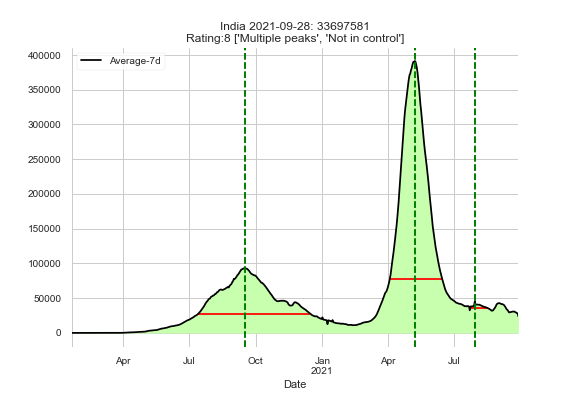 India 2021-09-28: 33697581
Rating:8 ['Multiple peaks', 'Not in control']
Average-7d
400000
350000
300000
250000
200000
150000
100000
50000
0
Apr Jul Oct Jan Apr Jul
2021
Date